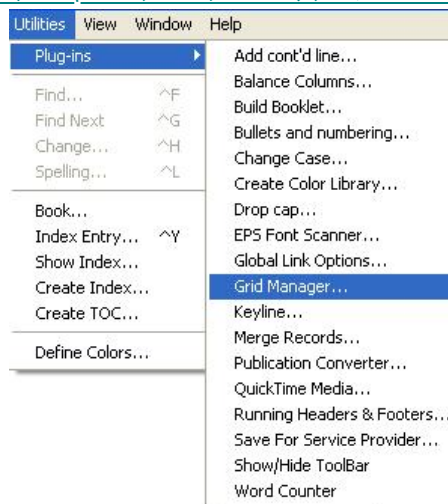 Utilities View Window Help
Plug-ins
Find... ^F
Find Next ^G
Change... ^H
Spelling... ^L
Book...
Index Entry... ^Y
Show Index...
Create Index...
Create TOC...
Define Colors...
Add cont'd line...
Balance Columns...
Build Booklet...
Bullets and numbering...
Change Case...
Create Color Library...
Drop cap...
EPS Font Scanner...
Global Link Options...
Grid Manager...
Keyline...
Merge Records...
Publication Converter...
QuickTime Media...
Running Headers & Footers...
Save For Service Provider...
Show/Hide ToolBar
Word Counter